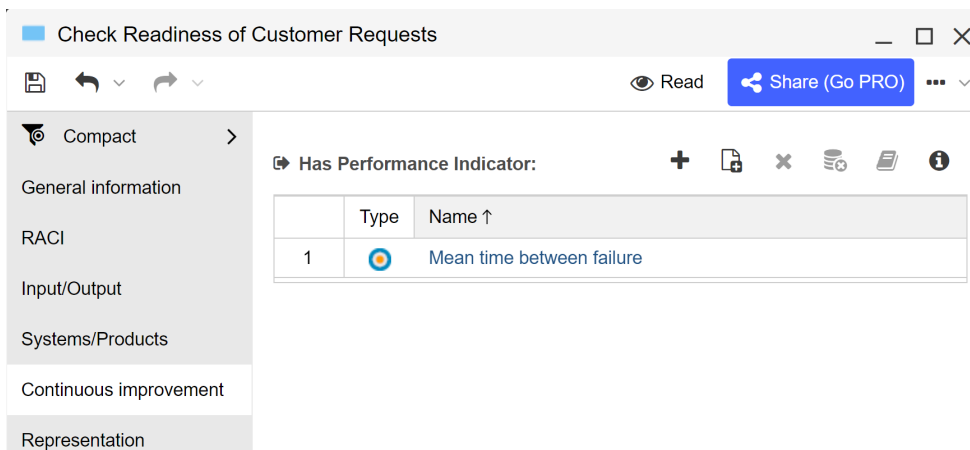 Check Readiness of Customer Requests
Read
Share (Go PRO)
Compact
General information
RACI
Input/Output
Systems/Products
Continuous improvement
Representation
Has Performance Indicator:
Type Name ↑
1 Mean time between failure